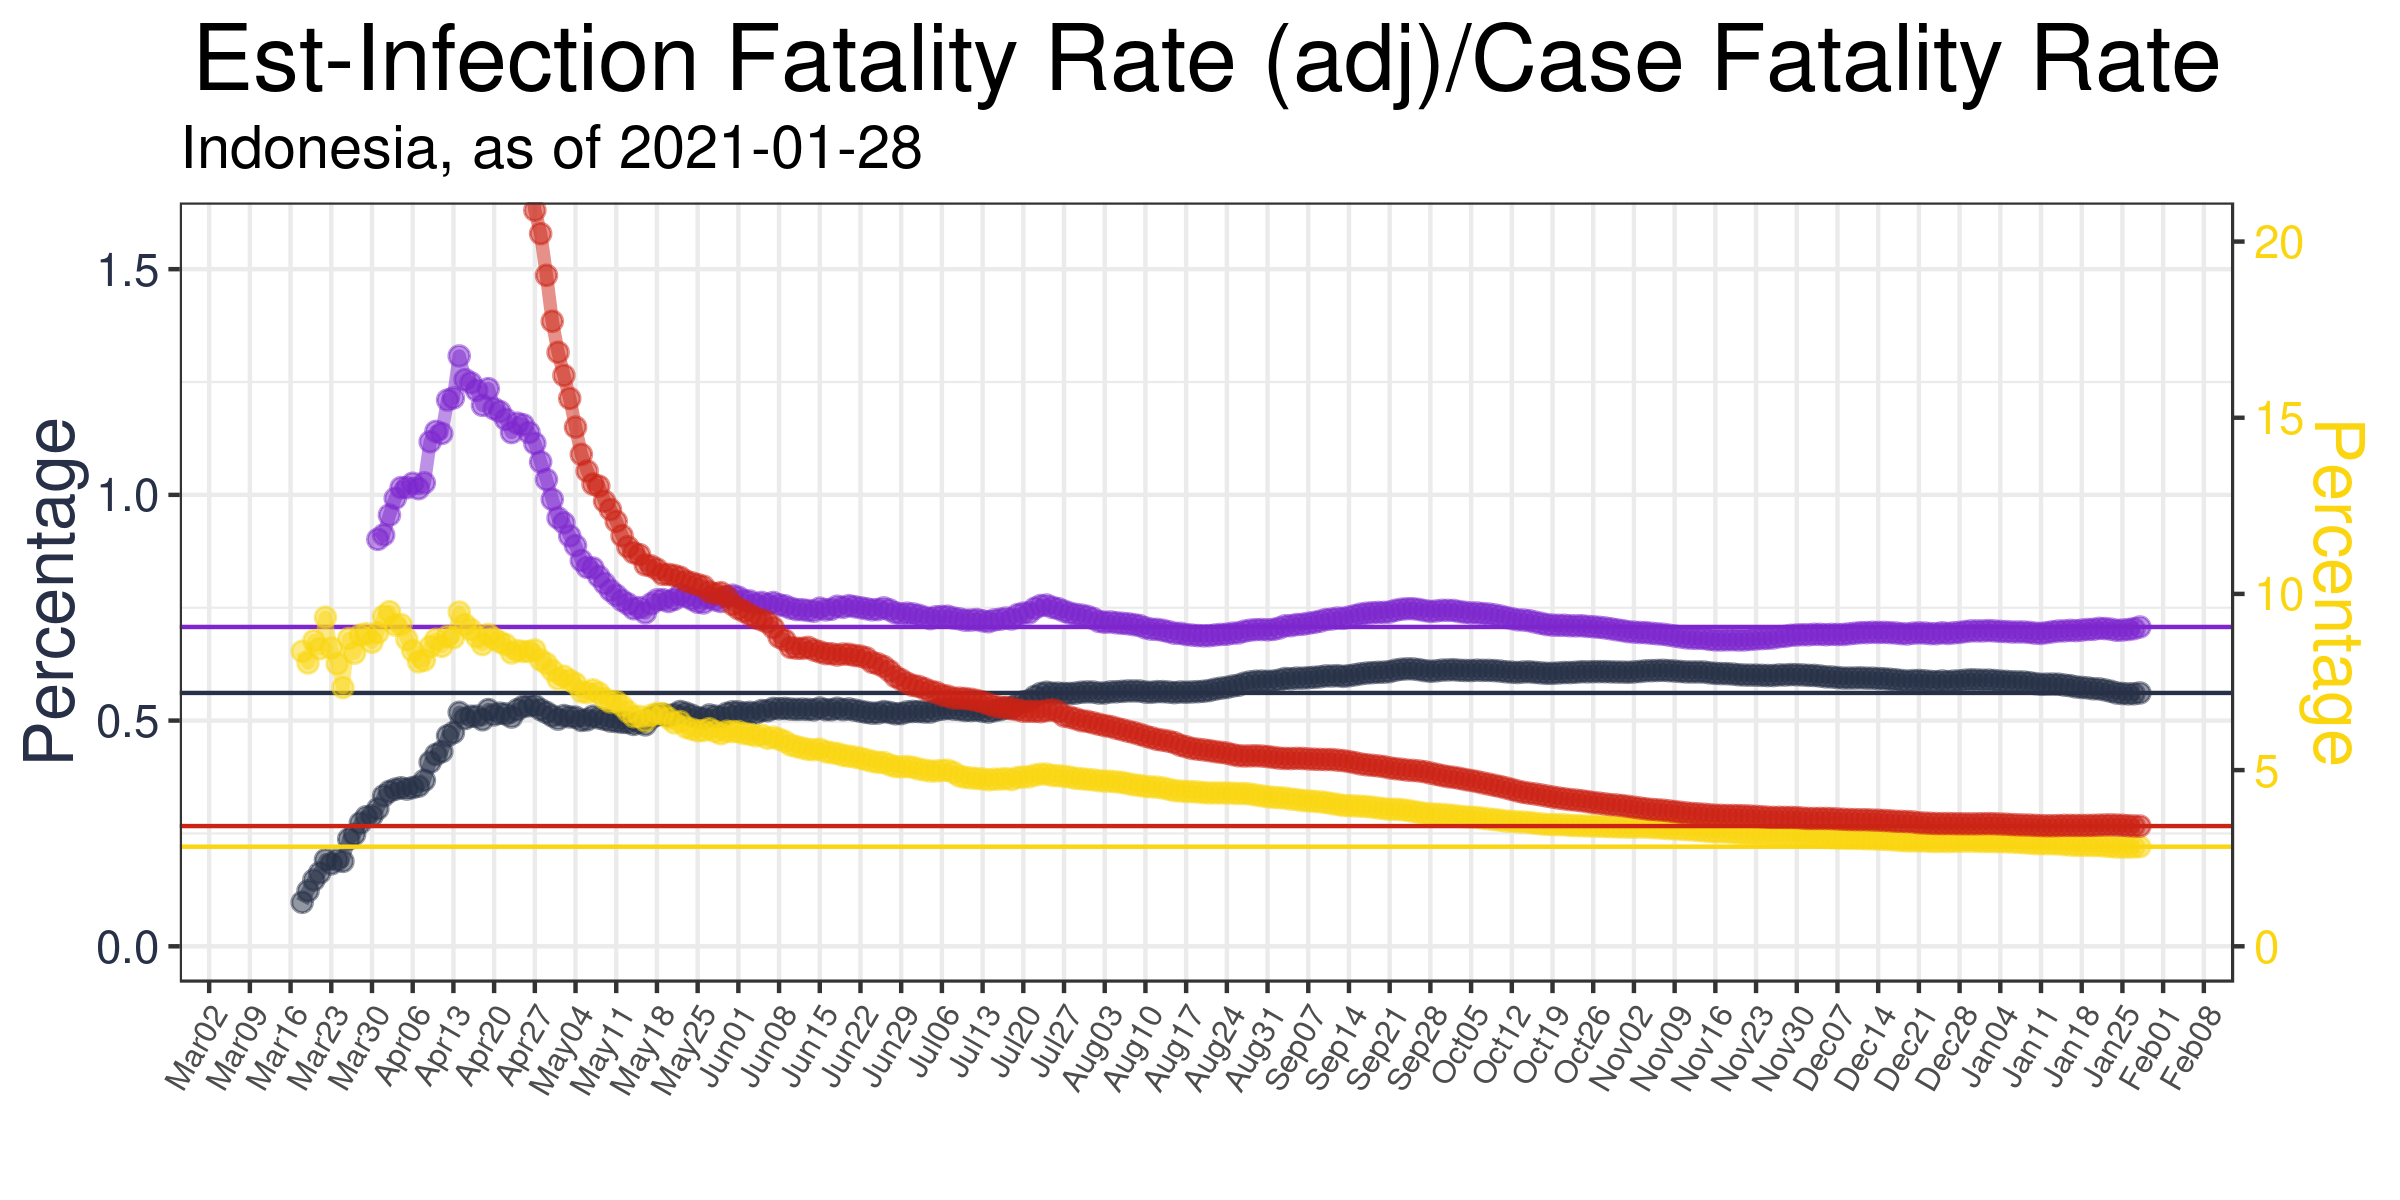 Est-Infection Fatality Rate (adj)/Case Fatality Rate
Indonesia, as of 2021-01-28
Percentage
1.5
1.0
0.5
0.0
20
15
10
5
0
Percentage
Mar02
Mar09
Mar16
Mar23
Mar30
Apr06
Apr13
Apr20
Apr27
May04
May11
May18
May25
Jun01
Jun08
Jun15
Jun22
Jun29
Jul06
Jul13
Jul20
Jul27
Aug03
Aug10
Aug17
Aug24
Aug31
Sep07
Sep14
Sep21
Sep28
Oct05
Oct12
Oct19
Oct26
Nov02
Nov09
Nov16
Nov23
Nov30
Dec07
Dec14
Dec21
Dec28
Jan04
Jan11
Jan18
Jan25
Feb01
Feb08